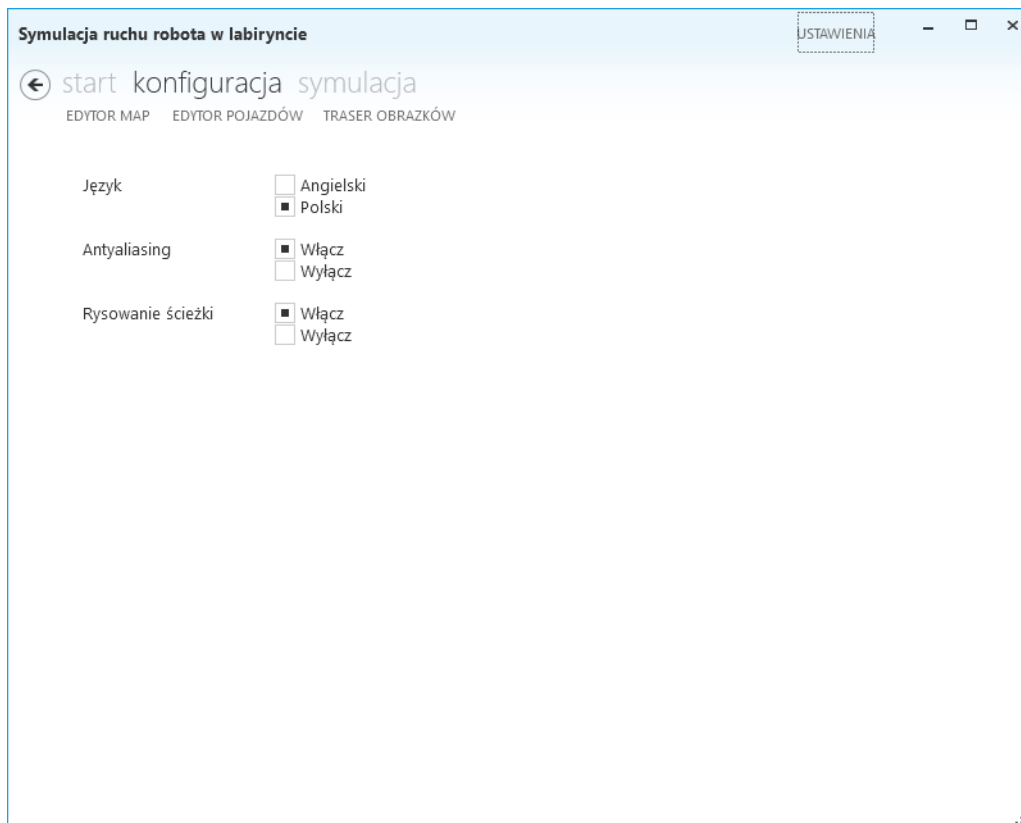 Symulacja ruchu robota w labiryncie USTAWIENIA
start konfiguracja symulacja
EDYTOR MAP EDYTOR POJAZDÓW TRASER OBRAZKÓW
Język Angielski
Polski
Antyaliasing Włącz
Wyłącz
Rysowanie ścieżki Włącz
Wyłącz